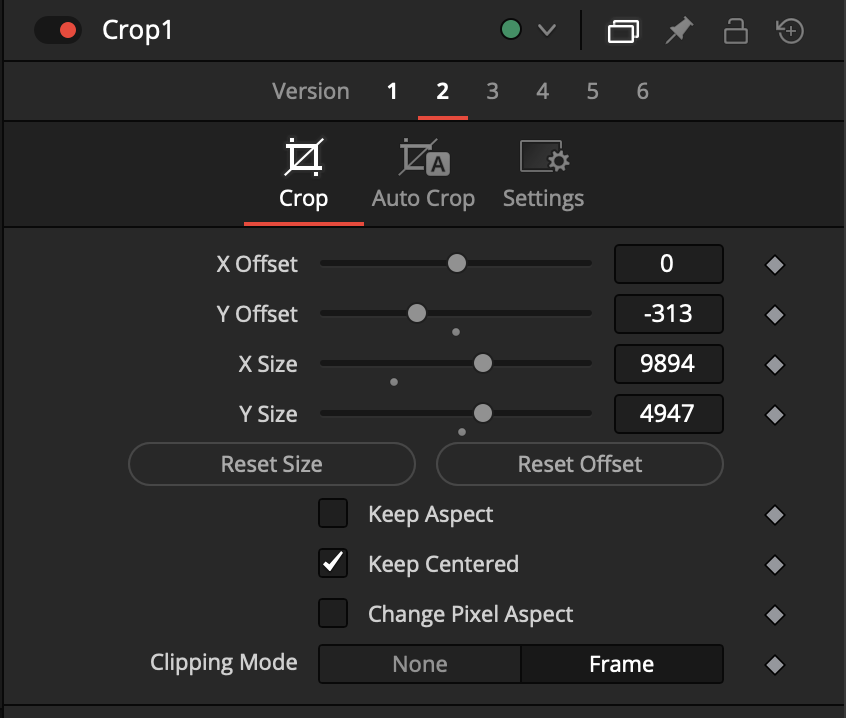 Crop1
Version 1 2 3 4 5 6
A
Crop Auto Crop Settings
X Offset 0
Y Offset -313
X Size 9894
Y Size 4947
Reset Size Reset Offset
Keep Aspect
Keep Centered
Change Pixel Aspect
Clipping Mode None Frame